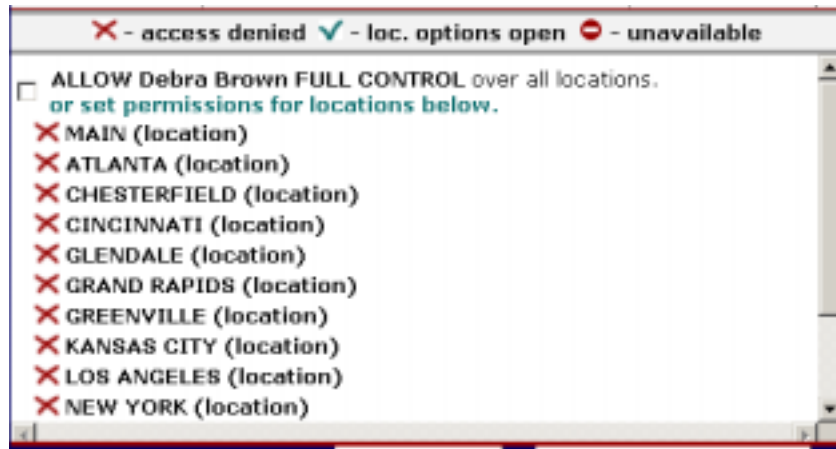 - access denied - loc. options open - unavailable
ALLOW Debra Brown FULL CONTROL over all locations.
or set permissions for locations below.
MAIN (location)
ATLANTA (location)
CHESTERFIELD (location)
CINCINNATI (location)
GLENDALE (location)
GRAND RAPIDS (location)
GREENVILLE (location)
KANSAS CITY (location)
LOS ANGELES (location)
NEW YORK (location)